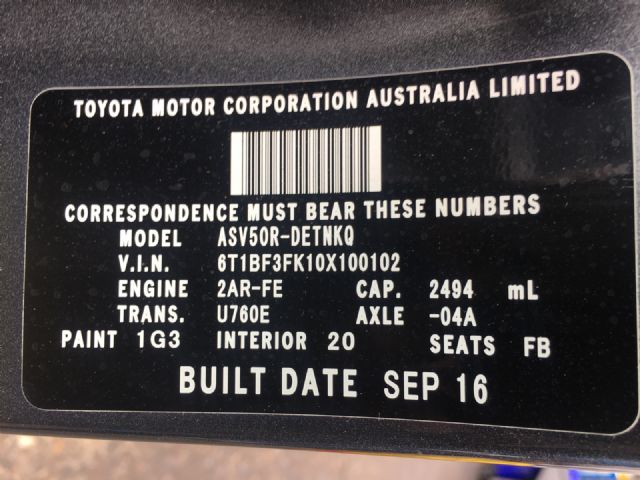 TOYOTA MOTOR CORPORATION AUSTRALIA LIMITED
CORRESPONDENCE MUST BEAR THESE NUMBERS
MODEL ASV50R-DETNKQ
V.I.N. 6T1BF3FK10X100102
ENGINE 2AR-FE CAP. 2494 mL
TRANS. U760E AXLE -04A
PAINT 1G3 INTERIOR 20 SEATS FB
BUILT DATE SEP 16